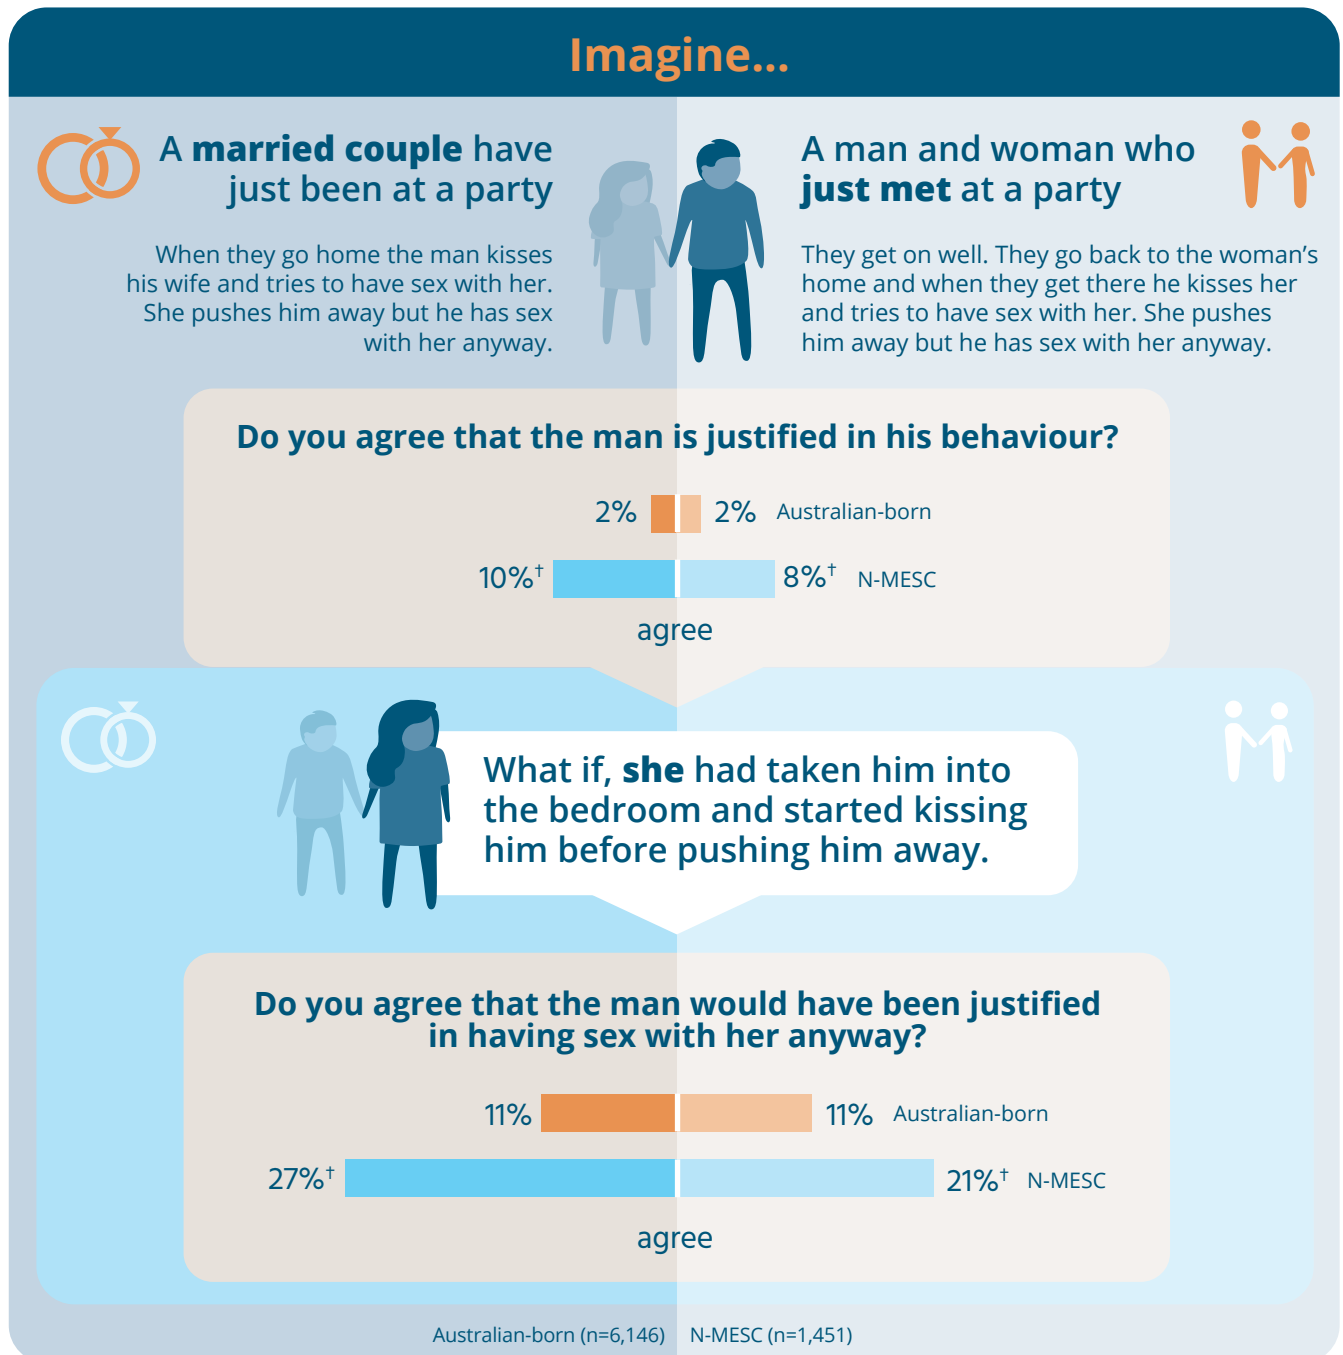 Imagine...
A married couple have
just been at a party
When they go home the man kisses
his wife and tries to have sex with her.
She pushes him away but he has sex
with her anyway.
A man and woman who
just met at a party
They get on well. They go back to the woman's
home and when they get there he kisses her
and tries to have sex with her. She pushes
him away but he has sex with her anyway.
Do you agree that the man is justified in his behaviour?
2% 2% Australian-born
10%† 8%† N-MESC
agree
What if, she had taken him into
the bedroom and started kissing
him before pushing him away.
Do you agree that the man would have been justified
in having sex with her anyway?
11% 11% Australian-born
27%† 21%† N-MESC
agree
Australian-born (n=6,146) N-MESC (n=1,451)